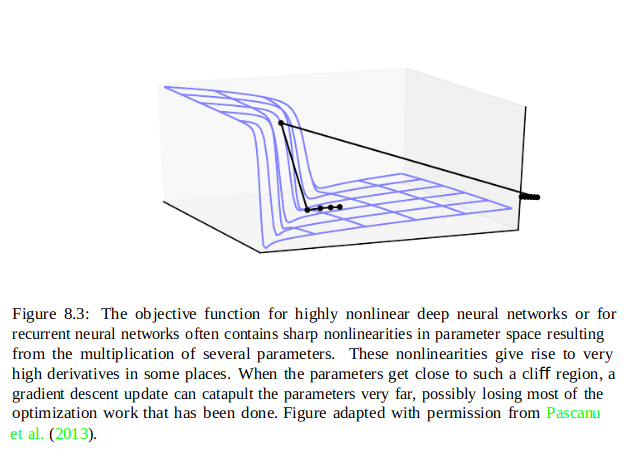 Figure 8.3: The objective function for highly nonlinear deep neural networks or for
recurrent neural networks often contains sharp nonlinearities in parameter space resulting
from the multiplication of several parameters. These nonlinearities give rise to very
high derivatives in some places. When the parameters get close to such a cliff region, a
gradient descent update can catapult the parameters very far, possibly losing most of the
optimization work that has been done. Figure adapted with permission from Pascanu
et al. (2013).